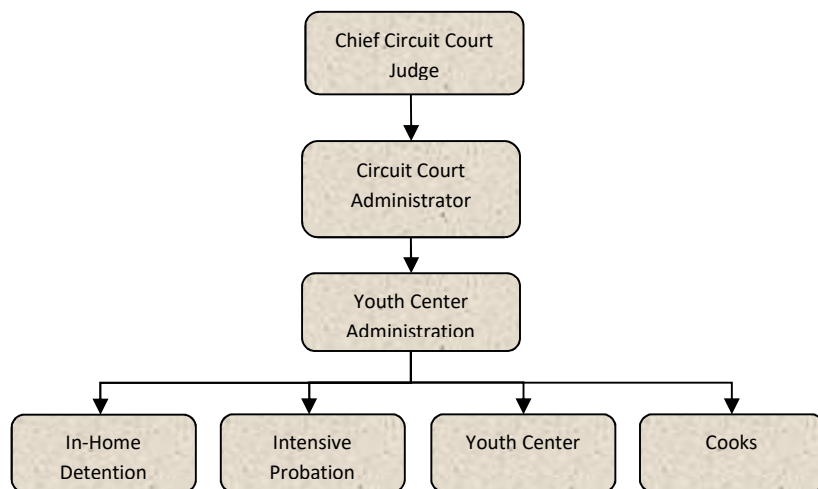 Chief Circuit Court
Judge
Circuit Court
Administrator
Youth Center
Administration
In-Home
Detention
Intensive
Probation
Youth Center
Cooks